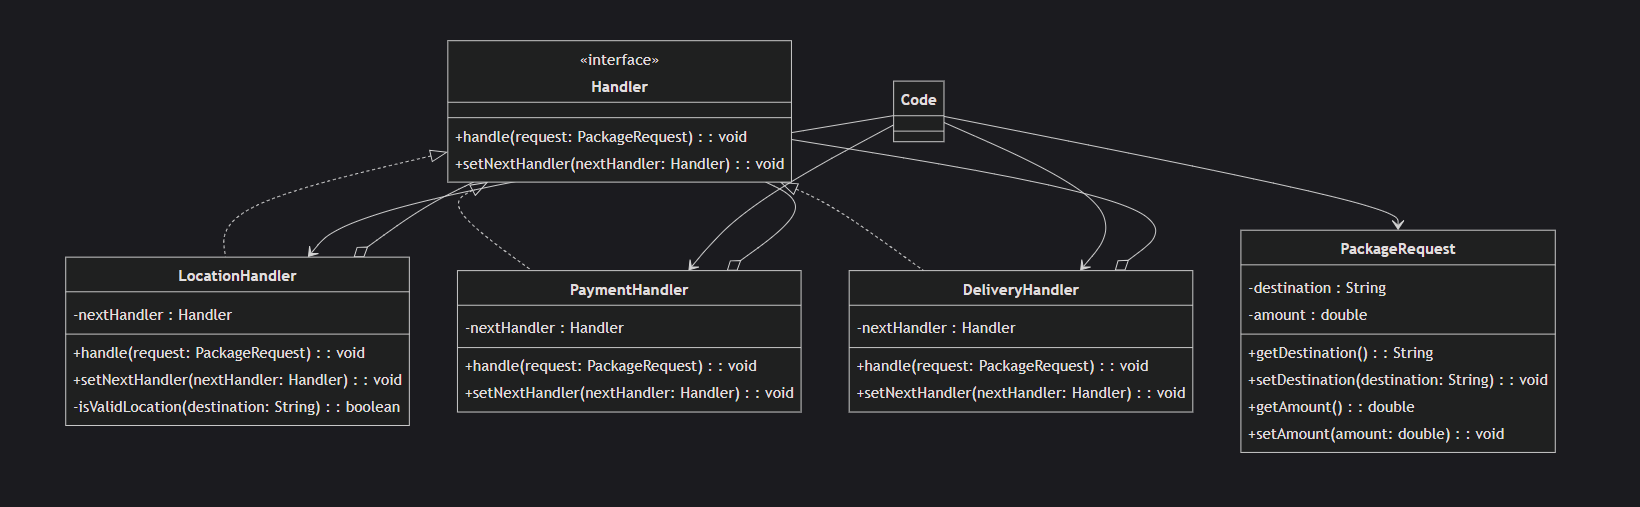 «interface»
Handler
+handle(request: PackageRequest) : : void
+setNextHandler(nextHandler: Handler) : : void
Code
LocationHandler
-nextHandler : Handler
+handle(request: PackageRequest) : : void
+setNextHandler(nextHandler: Handler) : : void
-isValidLocation(destination: String) : : boolean
PaymentHandler
-nextHandler : Handler
+handle(request: PackageRequest) : : void
+setNextHandler(nextHandler: Handler) : : void
DeliveryHandler
-nextHandler : Handler
+handle(request: PackageRequest) : : void
+setNextHandler(nextHandler: Handler) : : void
PackageRequest
-destination : String
-amount : double
+getDestination() : : String
+setDestination(destination: String) : : void
+getAmount() : : double
+setAmount(amount: double) : : void